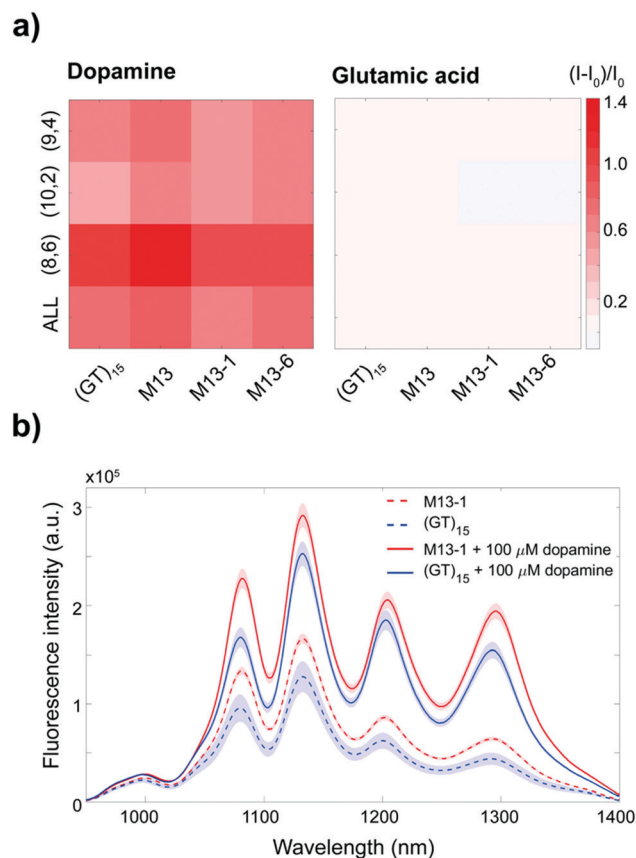 a)
Dopamine
Glutamic acid
(I-I₀)/I₀
(9,4)
(10,2)
(8,6)
ALL
(GT)₁₅
M13
M13-1
M13-6
(GT)₁₅
M13
M13-1
M13-6
1.4
1.0
0.6
0.2
b)
x10⁵
Fluorescence intensity (a.u.)
3
2
1
0
M13-1
(GT)₁₅
M13-1 + 100 μM dopamine
(GT)₁₅ + 100 μM dopamine
1000
1100
1200
1300
1400
Wavelength (nm)